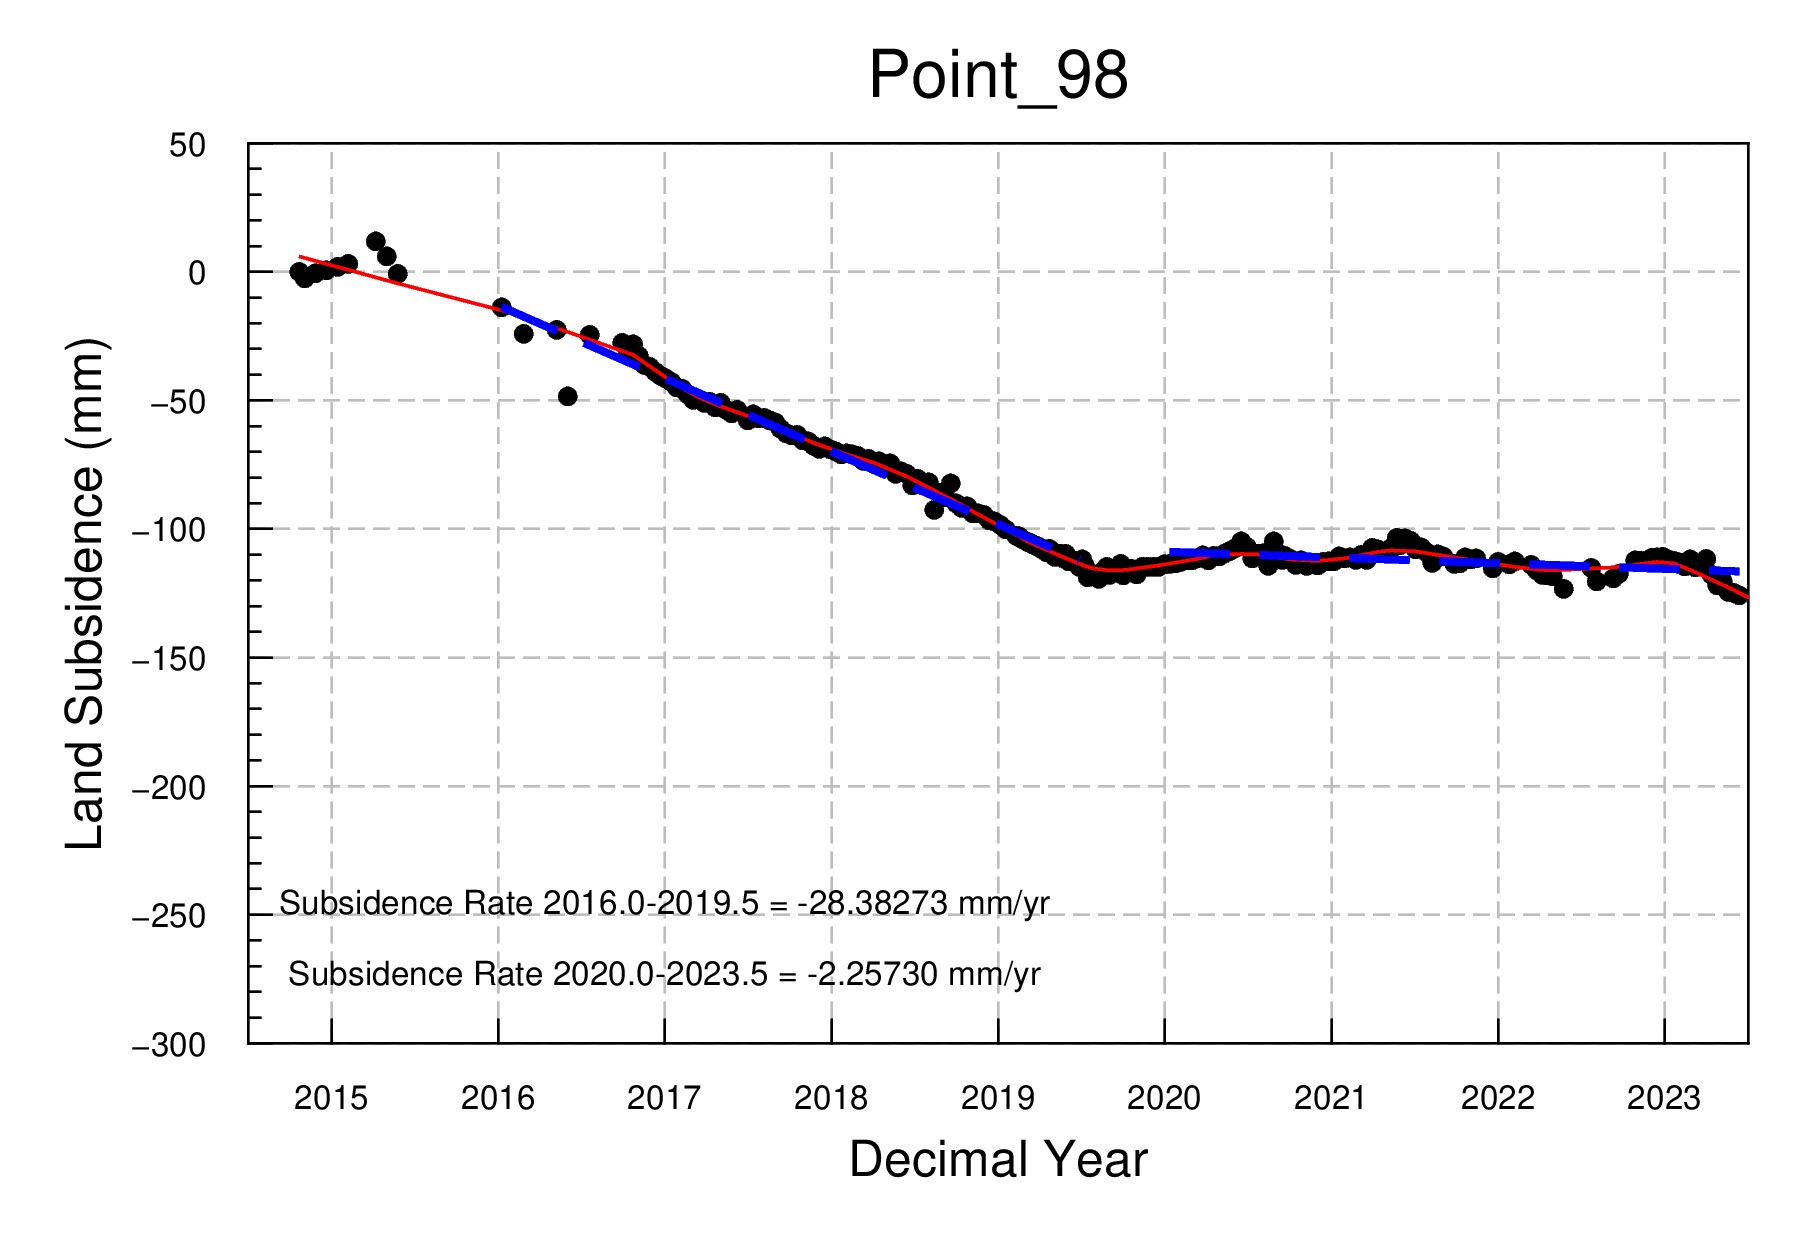 Point_98
50
0
−50
−100
−150
−200
−250
−300
Land Subsidence (mm)
Subsidence Rate 2016.0-2019.5 = -28.38273 mm/yr
Subsidence Rate 2020.0-2023.5 = -2.25730 mm/yr
2015 2016 2017 2018 2019 2020 2021 2022 2023
Decimal Year